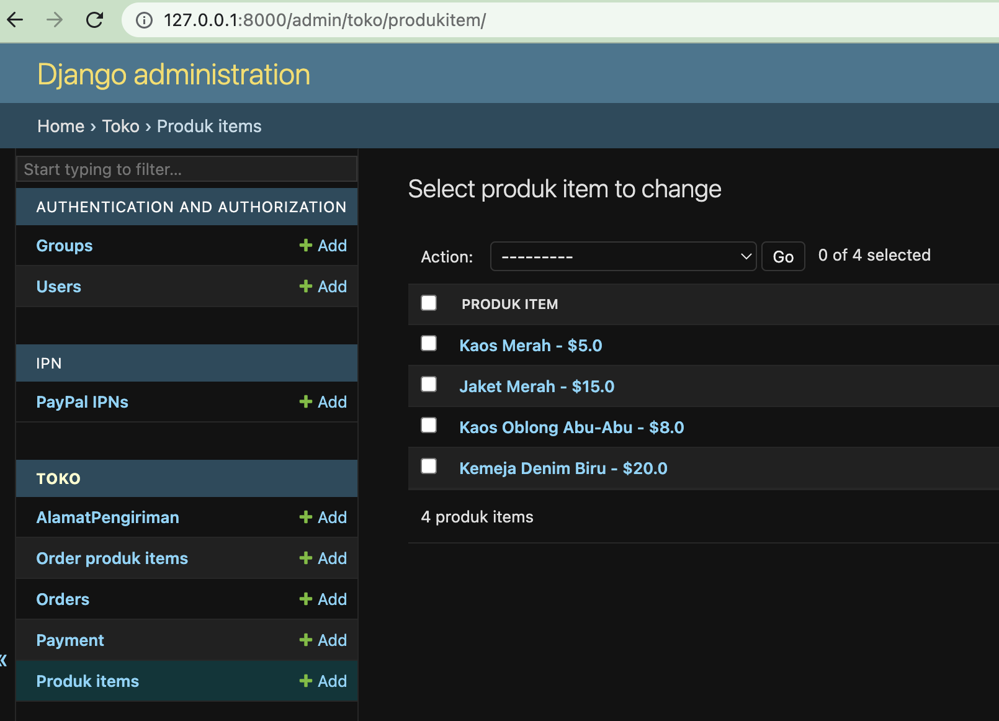 127.0.0.1:8000/admin/toko/produkitem/
Django administration
Home › Toko › Produk items
Start typing to filter...
AUTHENTICATION AND AUTHORIZATION
Groups + Add
Users + Add
IPN
PayPal IPNs + Add
TOKO
AlamatPengiriman + Add
Order produk items + Add
Orders + Add
Payment + Add
Produk items + Add
«
Select produk item to change
Action: --------- Go 0 of 4 selected
PRODUK ITEM
Kaos Merah - $5.0
Jaket Merah - $15.0
Kaos Oblong Abu-Abu - $8.0
Kemeja Denim Biru - $20.0
4 produk items